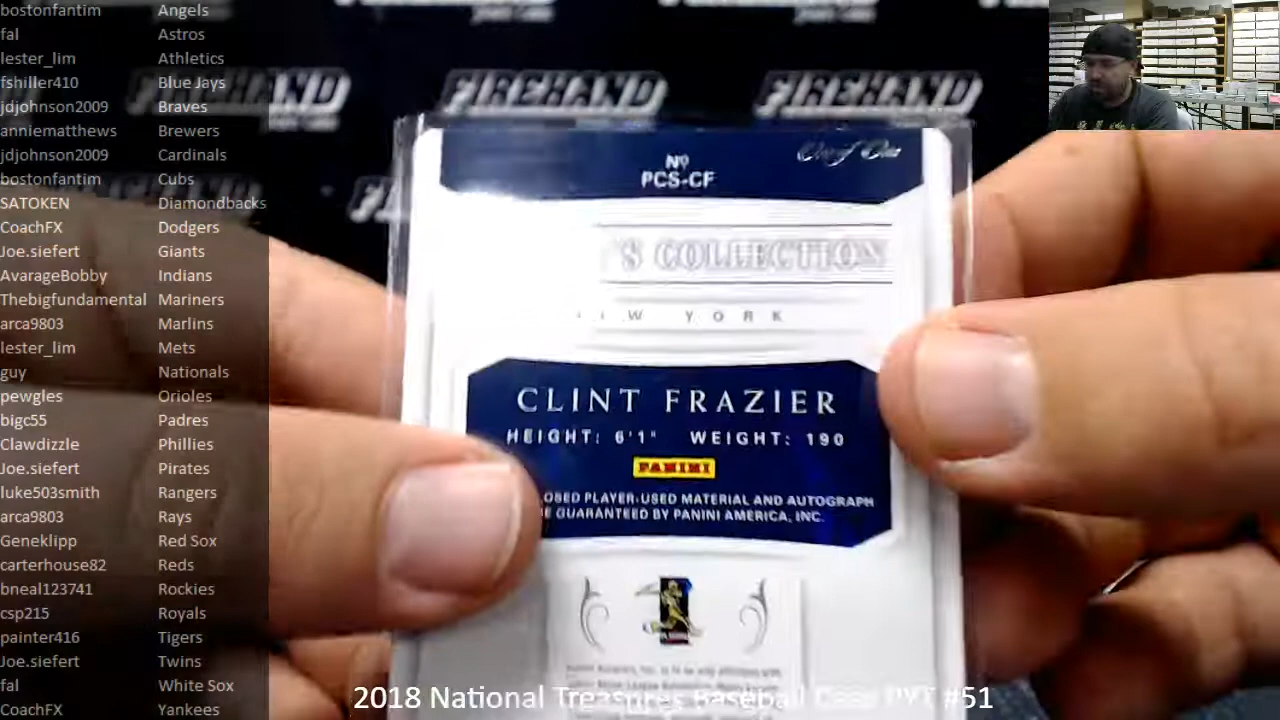 bostonfantim Angels
fal Astros
lester_lim Athletics
fshiller410 Blue Jays
jdjohnson2009 Braves
anniematthews Brewers
jdjohnson2009 Cardinals
bostonfantim Cubs
SATOKEN Diamondbacks
CoachFX Dodgers
Joe.siefert Giants
AvarageBobby Indians
Thebigfundamental Mariners
arca9803 Marlins
lester_lim Mets
guy Nationals
pewgles Orioles
bigc55 Padres
Clawdizzle Phillies
Joe.siefert Pirates
luke503smith Rangers
arca9803 Rays
Geneklipp Red Sox
carterhouse82 Reds
bneal123741 Rockies
csp215 Royals
painter416 Tigers
Joe.siefert Twins
fal White Sox
CoachFX Yankees
FIREHAND FIREHAND FIREHAND
Nº
PCS-CF
'S COLLECTION
YORK
CLINT FRAZIER
HEIGHT: 6'1" WEIGHT: 190
PANINI
PLAYER-USED MATERIAL AND AUTOGRAPH
GUARANTEED BY PANINI AMERICA, INC.
2018 National Treasures Baseball Case #51